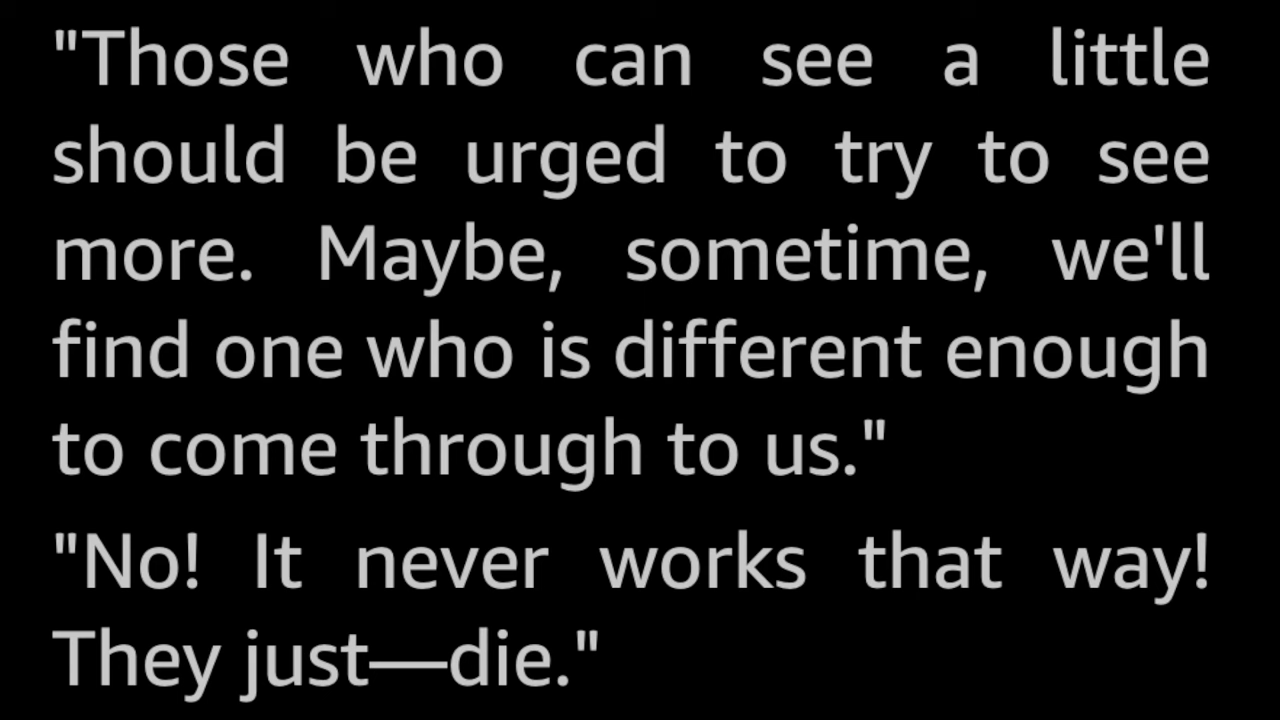 "Those who can see a little
should be urged to try to see
more. Maybe, sometime, we'll
find one who is different enough
to come through to us."
"No! It never works that way!
They just—die."